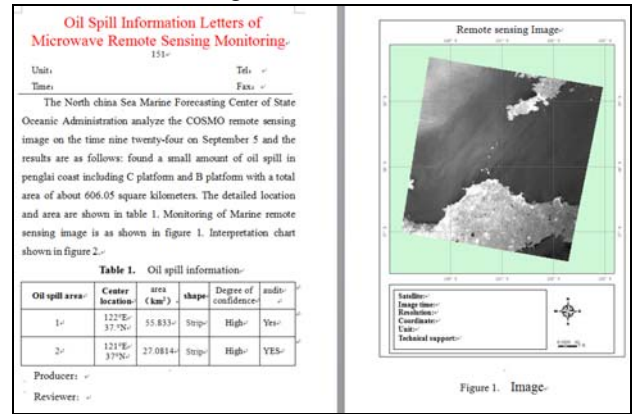 Oil Spill Information Letters of
Microwave Remote Sensing Monitoring
151
Unit: Tel:
Time: Fax:
The North china Sea Marine Forecasting Center of State
Oceanic Administration analyze the COSMO remote sensing
image on the time nine twenty-four on September 5 and the
results are as follows: found a small amount of oil spill in
penglai coast including C platform and B platform with a total
area of about 606.05 square kilometers. The detailed location
and area are shown in table 1. Monitoring of Marine remote
sensing image is as shown in figure 1. Interpretation chart
shown in figure 2.
Table 1. Oil spill information
Oil spill area Center location area (km²) shape Degree of confidence audit
1 122°E 37.°N 55.833 Strip High Yes
2 121°E 37°N 27.0814 Strip High YES
Producer:
Reviewer:
Remote sensing Image
Satellite:
Image time:
Resolution:
Coordinate:
Unit:
Technical support:
Figure 1. Image